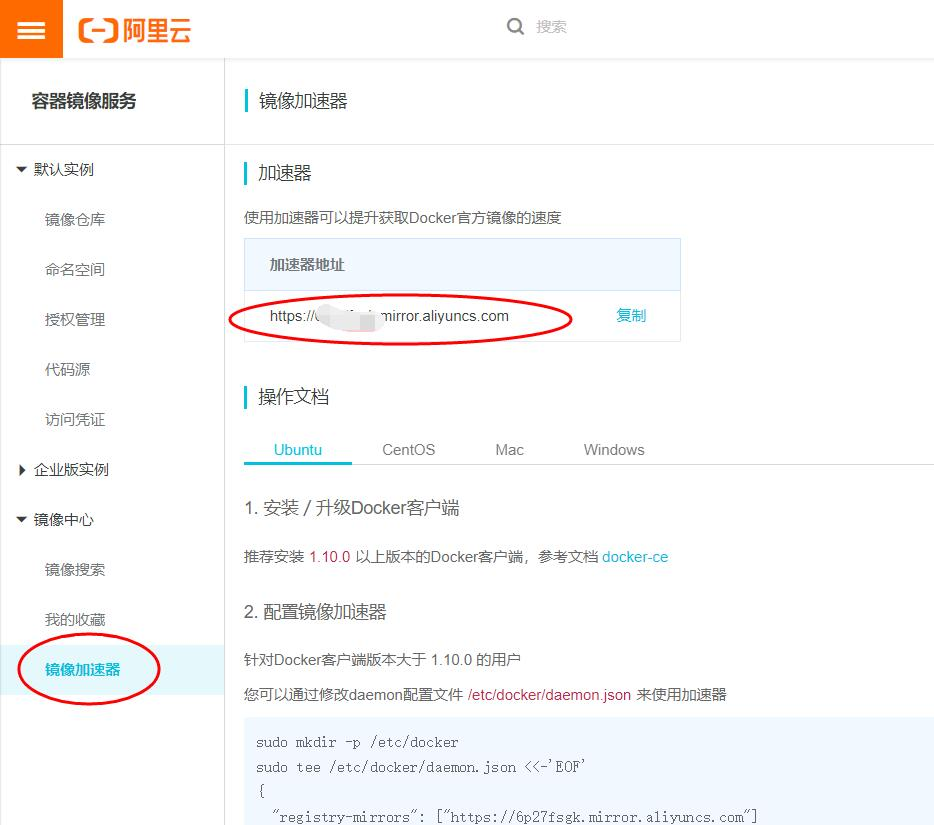 阿里云
搜索
容器镜像服务
默认实例
镜像仓库
命名空间
授权管理
代码源
访问凭证
企业版实例
镜像中心
镜像搜索
我的收藏
镜像加速器
镜像加速器
加速器
使用加速器可以提升获取Docker官方镜像的速度
加速器地址
https:// mirror.aliyuncs.com 复制
操作文档
Ubuntu CentOS Mac Windows
1. 安装 / 升级Docker客户端
推荐安装 1.10.0 以上版本的Docker客户端，参考文档 docker-ce
2. 配置镜像加速器
针对Docker客户端版本大于 1.10.0 的用户
您可以通过修改daemon配置文件 /etc/docker/daemon.json 来使用加速器
sudo mkdir -p /etc/docker
sudo tee /etc/docker/daemon.json <<-'EOF'
{
"registry-mirrors": ["https://6p27fsgk.mirror.aliyuncs.com"]